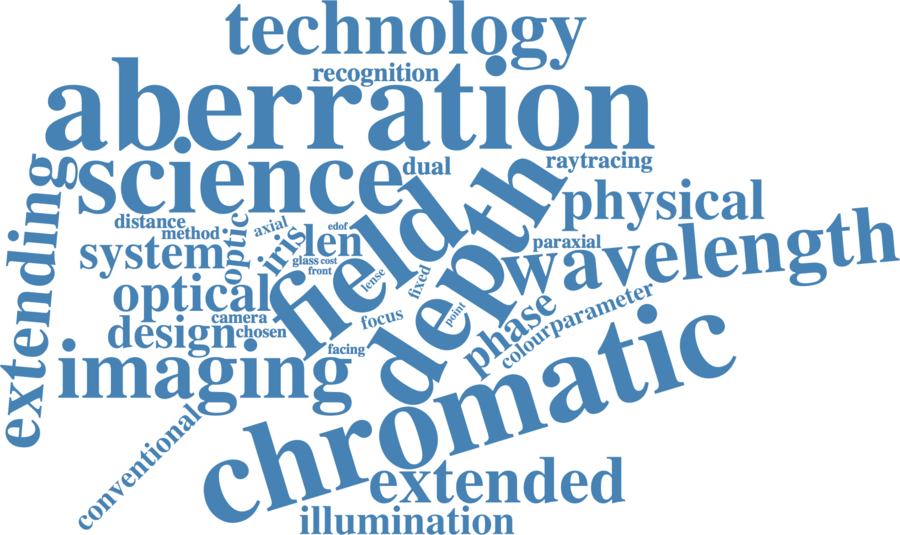 technology
recognition
aberration
science
dual
raytracing
extending
physical
distance
method
optic
axial
edof
iris
len
field
depth
paraxial
wavelength
system
glass
cost
front
lense
fixed
optical
point
phase
colour
parameter
camera
focus
design
chosen
facing
imaging
chromatic
conventional
extended
illumination